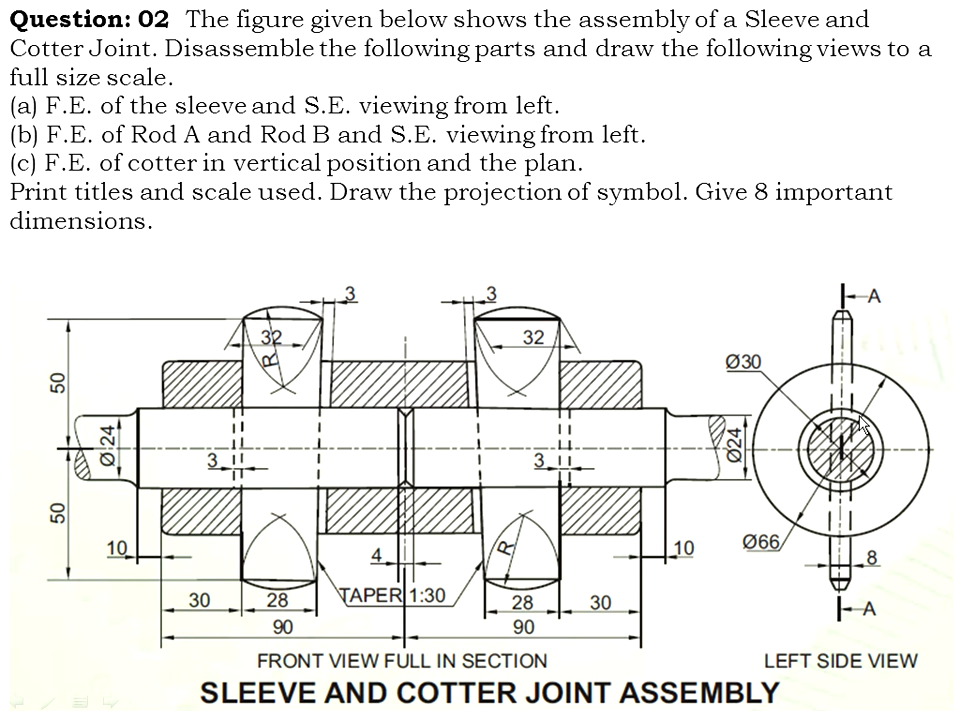 Question: 02 The figure given below shows the assembly of a Sleeve and
Cotter Joint. Disassemble the following parts and draw the following views to a
full size scale.
(a) F.E. of the sleeve and S.E. viewing from left.
(b) F.E. of Rod A and Rod B and S.E. viewing from left.
(c) F.E. of cotter in vertical position and the plan.
Print titles and scale used. Draw the projection of symbol. Give 8 important
dimensions.
3
3
A
32
R
32
Ø30
50
Ø24
3
3
Ø24
50
10
4
R
10
Ø66
8
TAPER 1:30
30
28
28
30
A
90
90
FRONT VIEW FULL IN SECTION
LEFT SIDE VIEW
SLEEVE AND COTTER JOINT ASSEMBLY